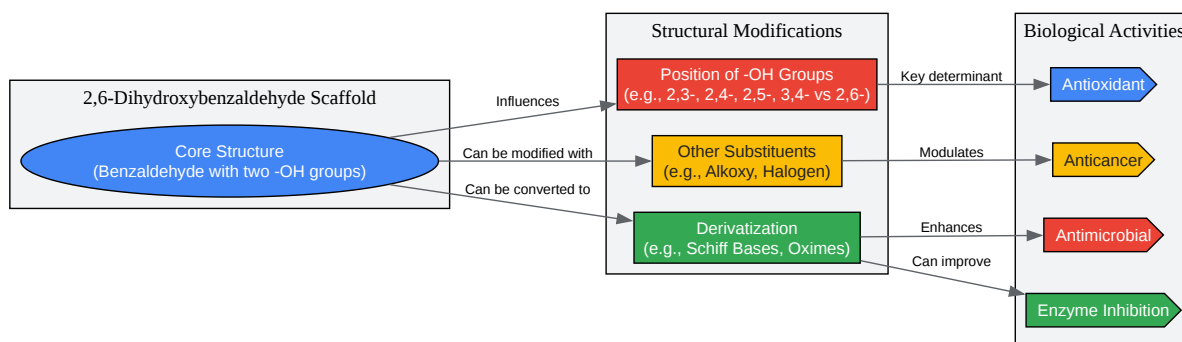 2,6-Dihydroxybenzaldehyde Scaffold
Core Structure
(Benzaldehyde with two -OH groups)
Influences
Can be modified with
Can be converted to
Structural Modifications
Position of -OH Groups
(e.g., 2,3-, 2,4-, 2,5-, 3,4- vs 2,6-)
Other Substituents
(e.g., Alkoxy, Halogen)
Derivatization
(e.g., Schiff Bases, Oximes)
Key determinant
Modulates
Enhances
Can improve
Biological Activities
Antioxidant
Anticancer
Antimicrobial
Enzyme Inhibition